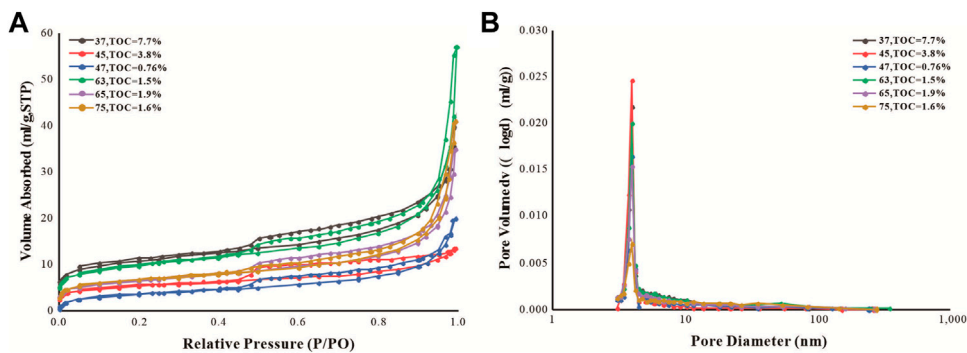 A
60
50
40
30
20
10
0
0.0
0.2
0.4
0.6
0.8
1.0
Volume Absorbed (ml/g,STP)
Relative Pressure (P/PO)
37,TOC=7.7%
45,TOC=3.8%
47,TOC=0.76%
63,TOC=1.5%
65,TOC=1.9%
75,TOC=1.6%
B
0.030
0.025
0.020
0.015
0.010
0.005
0.000
1
10
100
1,000
Pore Volumedv ((  logd)  (ml/g))
Pore Diameter (nm)
37,TOC=7.7%
45,TOC=3.8%
47,TOC=0.76%
63,TOC=1.5%
65,TOC=1.9%
75,TOC=1.6%